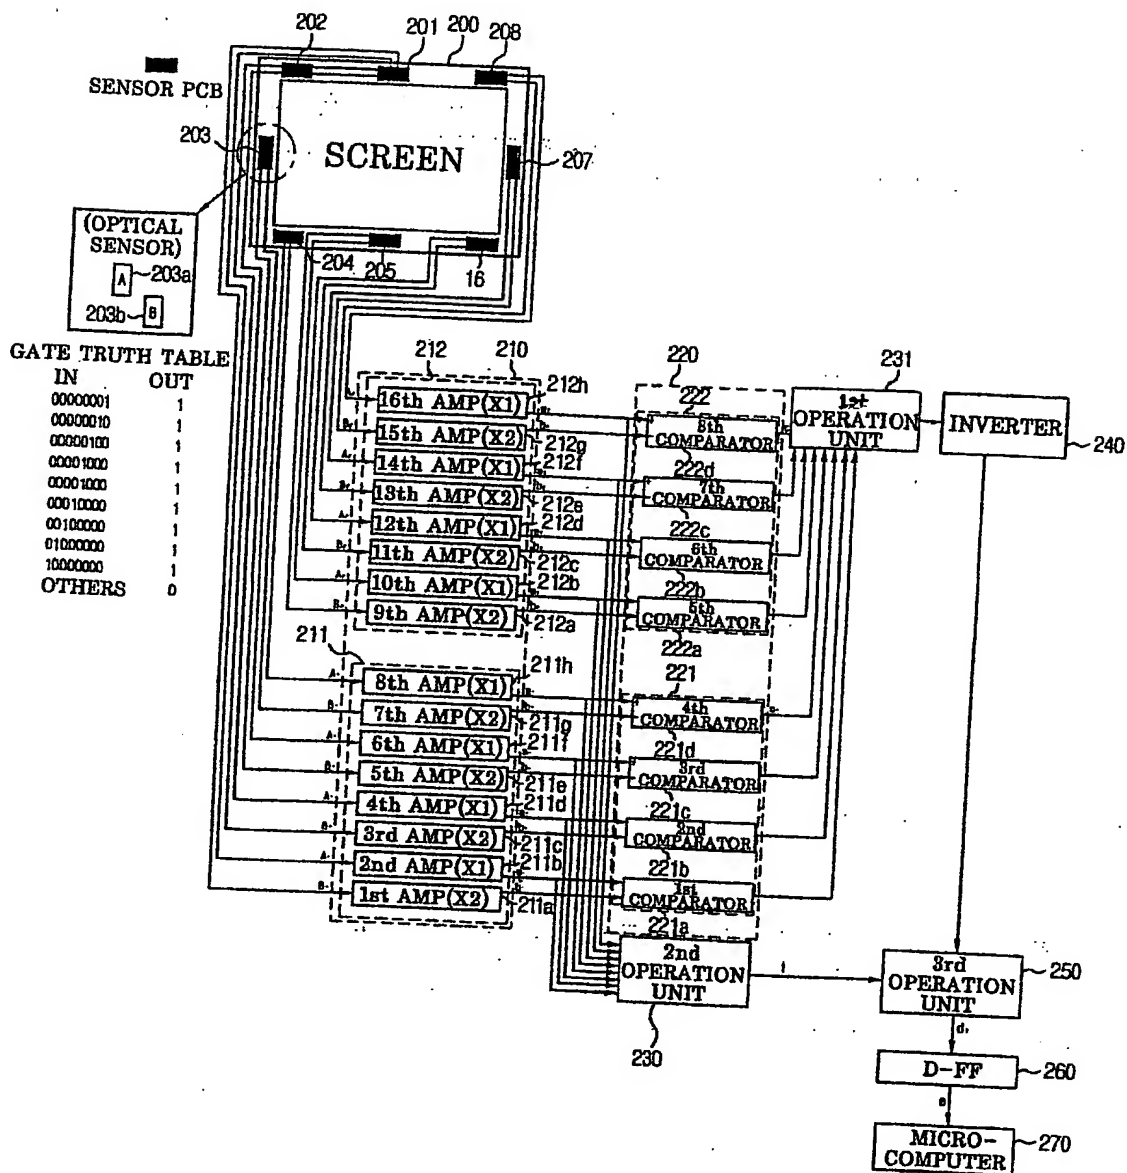 202
201
200
208
SENSOR PCB
203
SCREEN
207
(OPTICAL
SENSOR)
A
203a
203b
B
204
205
16
GATE TRUTH TABLE
IN OUT
00000001 1
00000010 1
00000100 1
00001000 1
00001000 1
00010000 1
00100000 1
01000000 1
10000000 1
OTHERS 0
212
210
212h
16th AMP(X1)
15th AMP(X2)
212g
14th AMP(X1)
212f
13th AMP(X2)
212e
12th AMP(X1)
212d
11th AMP(X2)
212c
10th AMP(X1)
212b
9th AMP(X2)
212a
211
211h
8th AMP(X1)
7th AMP(X2)
211g
6th AMP(X1)
211f
5th AMP(X2)
211e
4th AMP(X1)
211d
3rd AMP(X2)
211c
2nd AMP(X1)
211b
1st AMP(X2)
211a
220
222
8th
COMPARATOR
222d
7th
COMPARATOR
222c
6th
COMPARATOR
222b
5th
COMPARATOR
222a
221
4th
COMPARATOR
221d
3rd
COMPARATOR
221c
2nd
COMPARATOR
221b
1st
COMPARATOR
221a
231
1st
OPERATION
UNIT
INVERTER
240
2nd
OPERATION
UNIT
230
3rd
OPERATION
UNIT
250
D-FF
260
MICRO-
COMPUTER
270